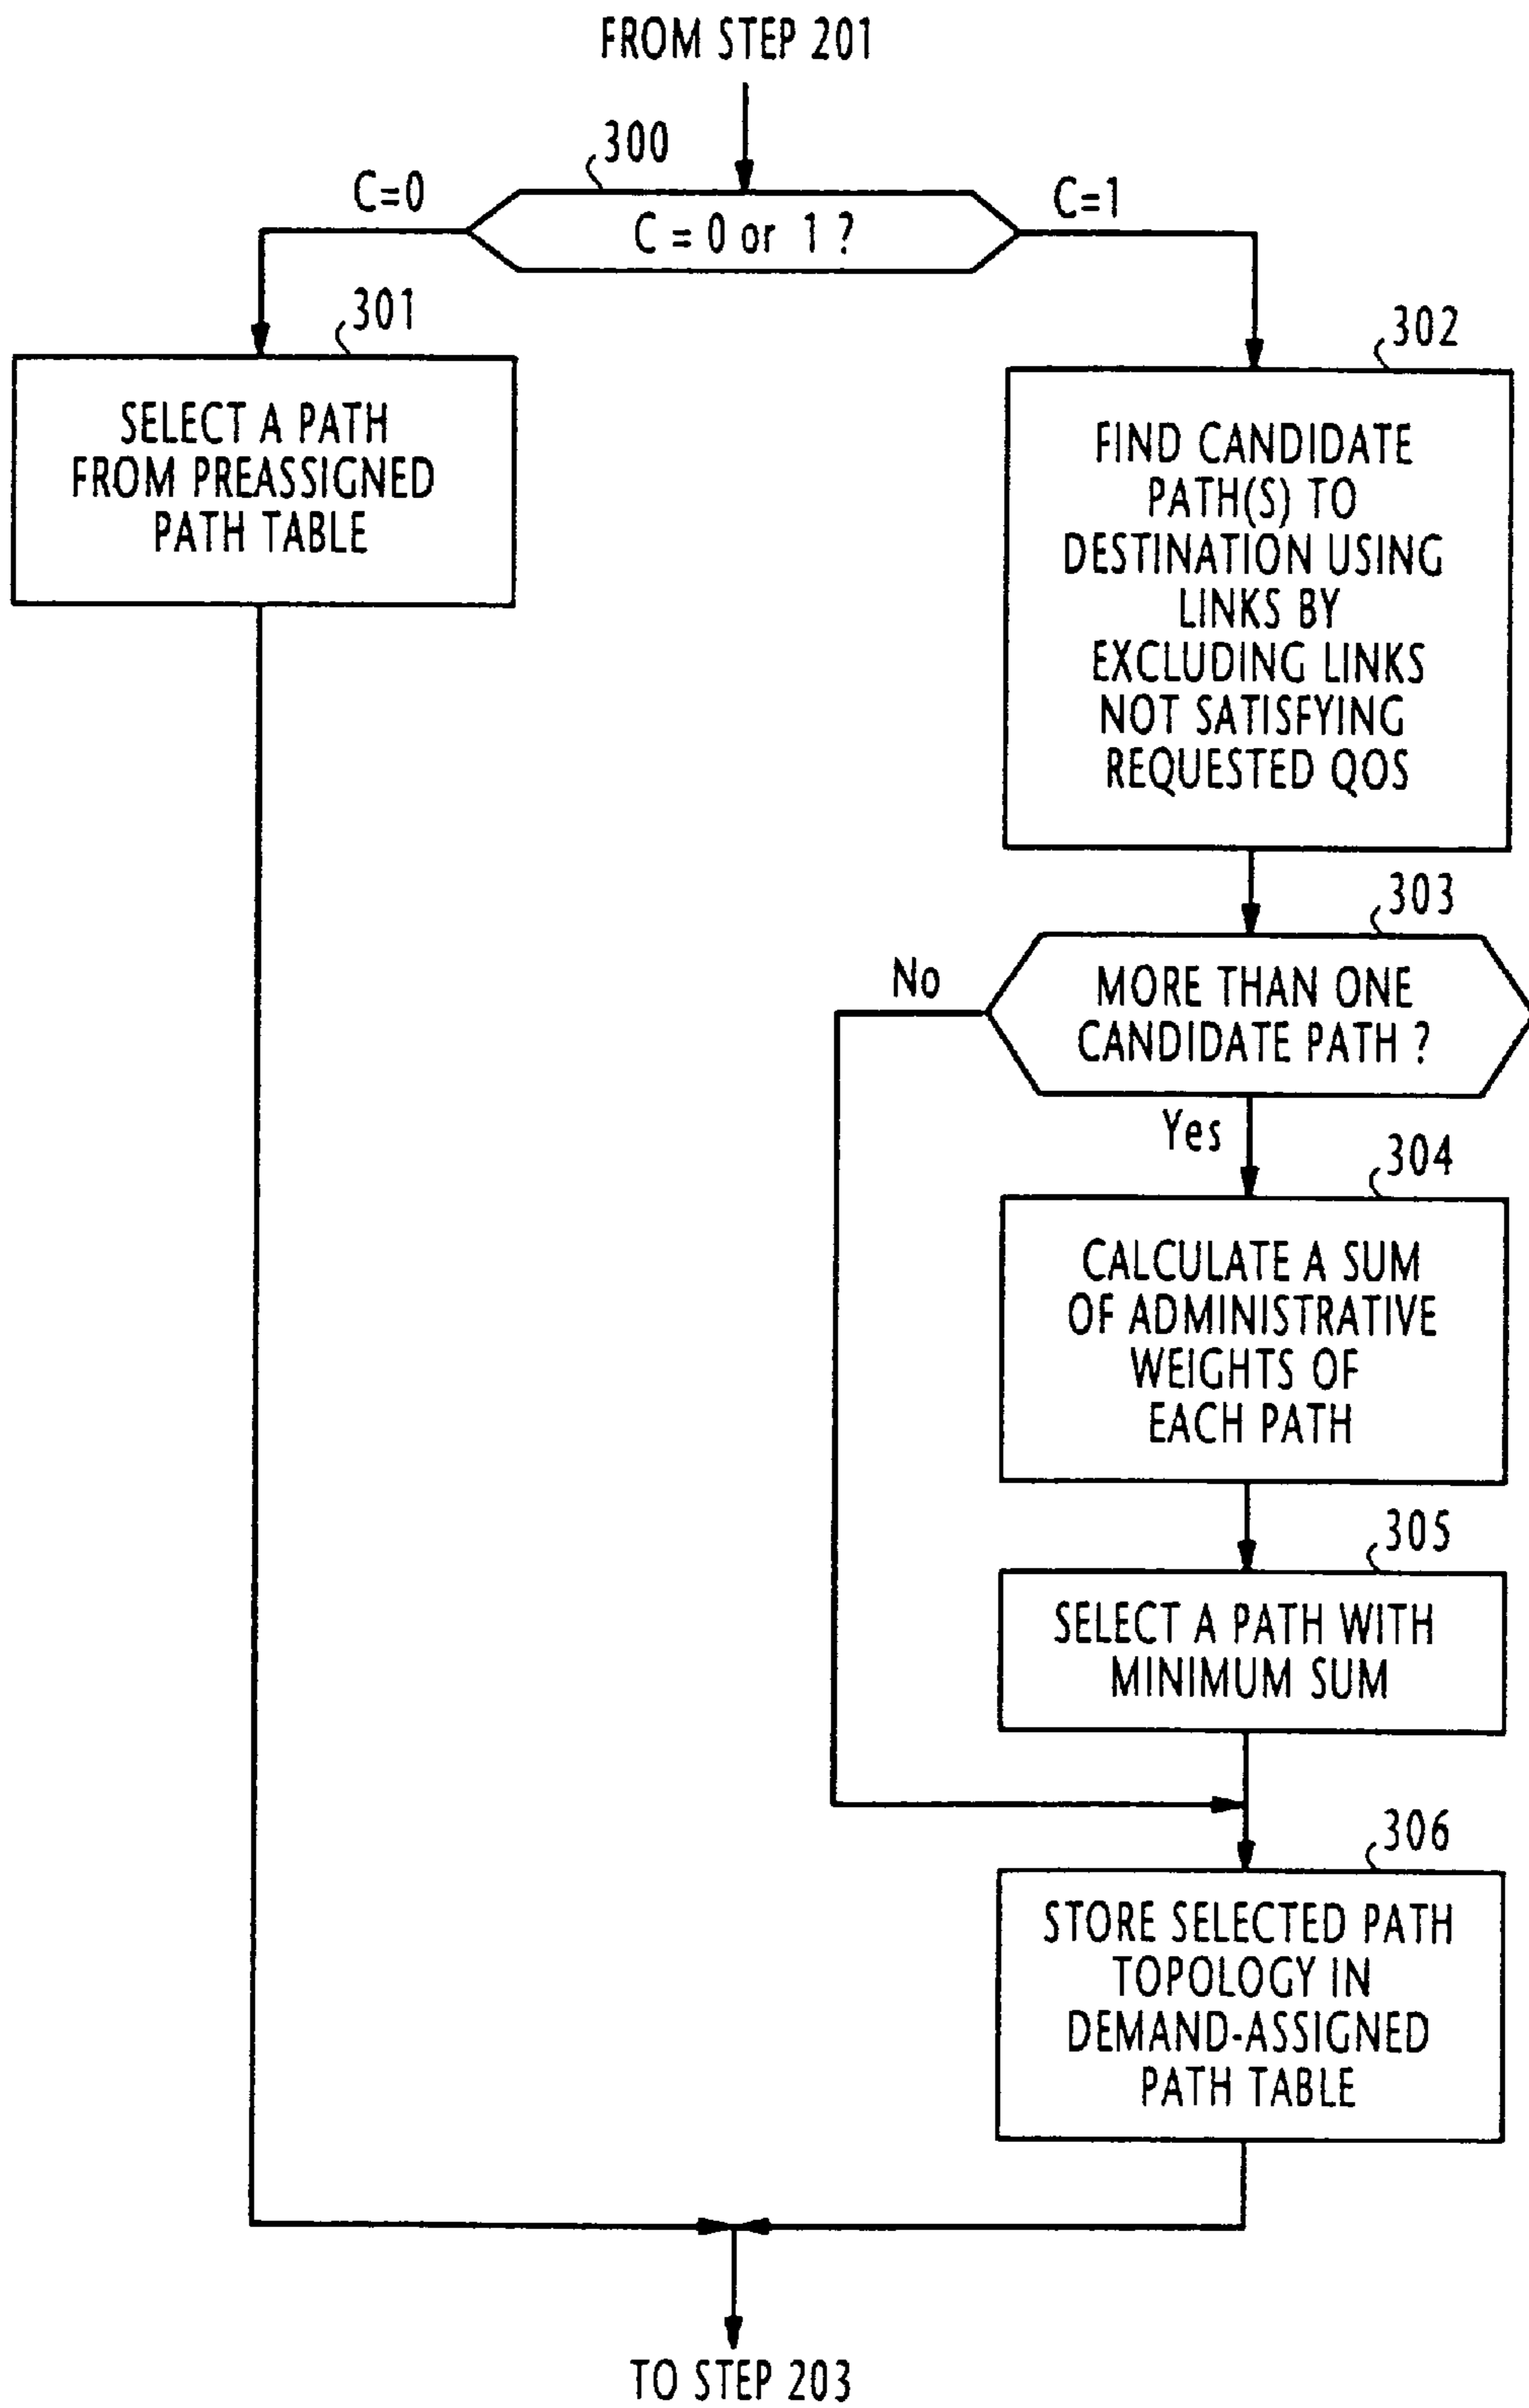 FROM STEP 201
300
C=0
C = 0 or 1 ?
C=1
301
SELECT A PATH
FROM PREASSIGNED
PATH TABLE
302
FIND CANDIDATE
PATH(S) TO
DESTINATION USING
LINKS BY
EXCLUDING LINKS
NOT SATISFYING
REQUESTED QOS
303
MORE THAN ONE
CANDIDATE PATH ?
No
Yes
304
CALCULATE A SUM
OF ADMINISTRATIVE
WEIGHTS OF
EACH PATH
305
SELECT A PATH WITH
MINIMUM SUM
306
STORE SELECTED PATH
TOPOLOGY IN
DEMAND-ASSIGNED
PATH TABLE
TO STEP 203